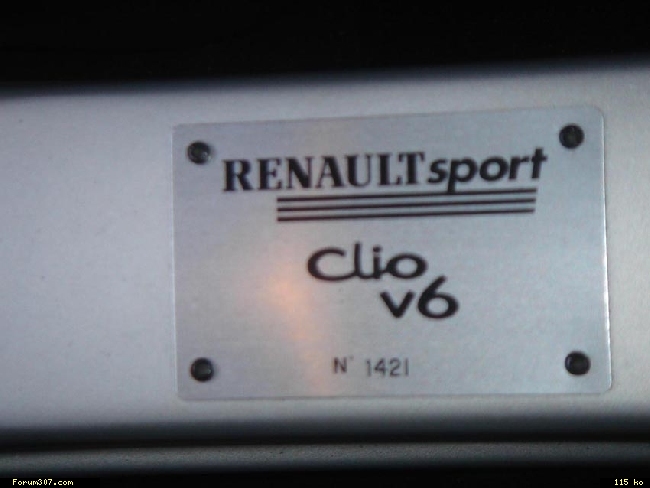 RENAULTsport
Clio
v6
N° 1421
Forum307.com
115 ko